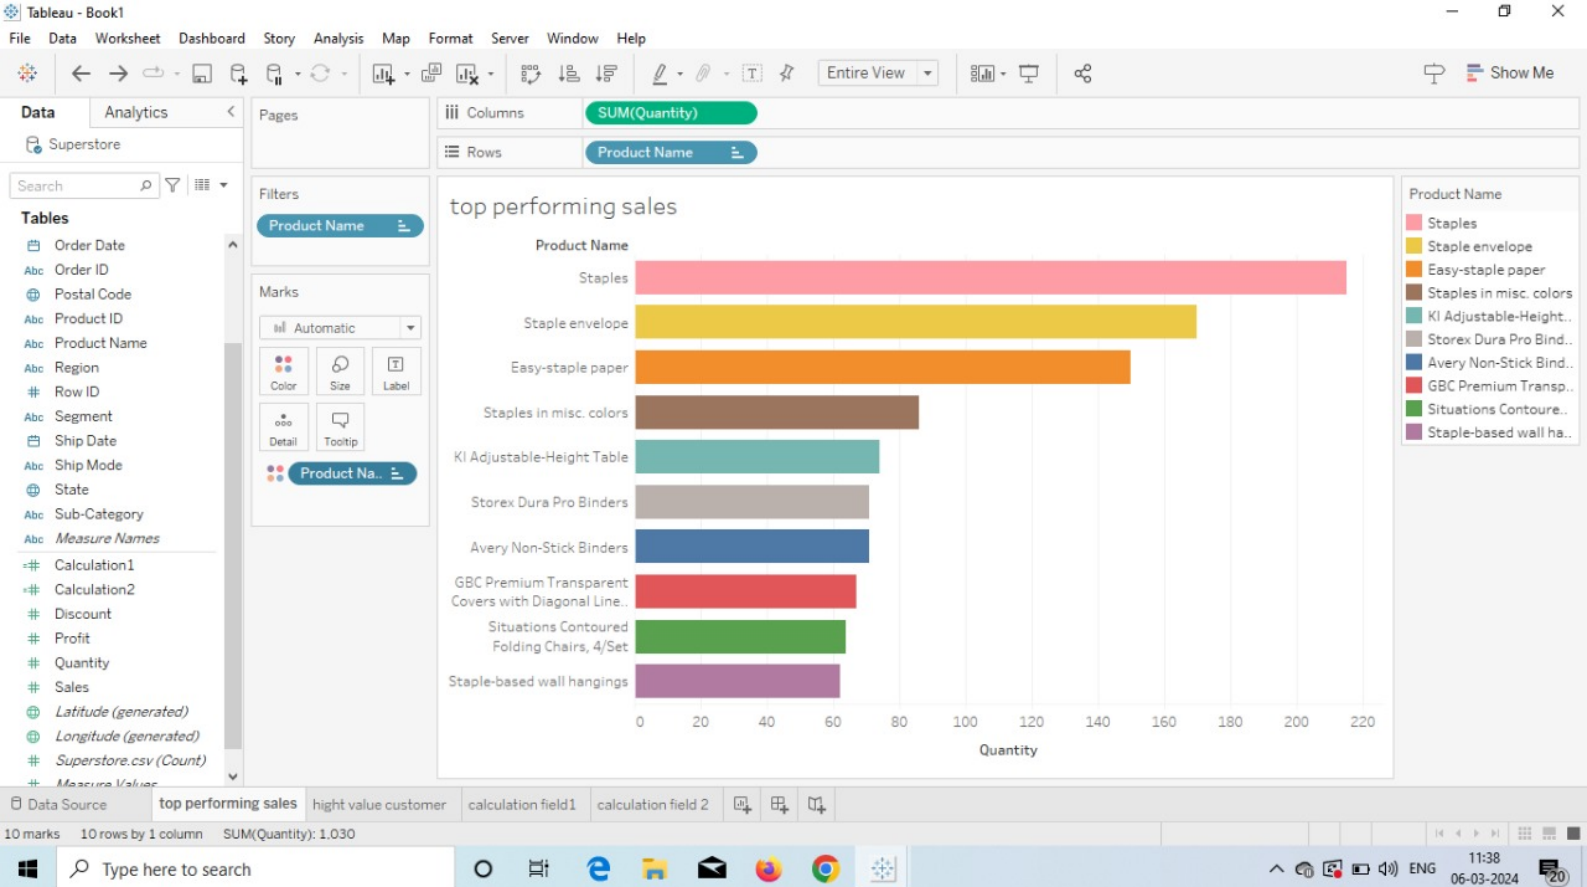 Tableau - Book1
File Data Worksheet Dashboard Story Analysis Map Format Server Window Help
Entire View
Show Me
Data Analytics
Superstore
Search
Tables
Order Date
Abc Order ID
Postal Code
Abc Product ID
Abc Product Name
Abc Region
# Row ID
Abc Segment
Ship Date
Abc Ship Mode
State
Abc Sub-Category
Abc Measure Names
=# Calculation1
=# Calculation2
# Discount
# Profit
# Quantity
# Sales
Latitude (generated)
Longitude (generated)
# Superstore.csv (Count)
# Measure Values
Pages
Filters
Product Name
Marks
Automatic
Color Size Label
Detail Tooltip
Product Na..
Columns SUM(Quantity)
Rows Product Name
top performing sales
Product Name
Staples
Staple envelope
Easy-staple paper
Staples in misc. colors
KI Adjustable-Height Table
Storex Dura Pro Binders
Avery Non-Stick Binders
GBC Premium Transparent
Covers with Diagonal Line..
Situations Contoured
Folding Chairs, 4/Set
Staple-based wall hangings
0 20 40 60 80 100 120 140 160 180 200 220
Quantity
Product Name
Staples
Staple envelope
Easy-staple paper
Staples in misc. colors
KI Adjustable-Height..
Storex Dura Pro Bind..
Avery Non-Stick Bind..
GBC Premium Transp..
Situations Contoure..
Staple-based wall ha..
Data Source top performing sales hight value customer calculation field1 calculation field 2
10 marks 10 rows by 1 column SUM(Quantity): 1,030
Type here to search
ENG
11:38
06-03-2024
20